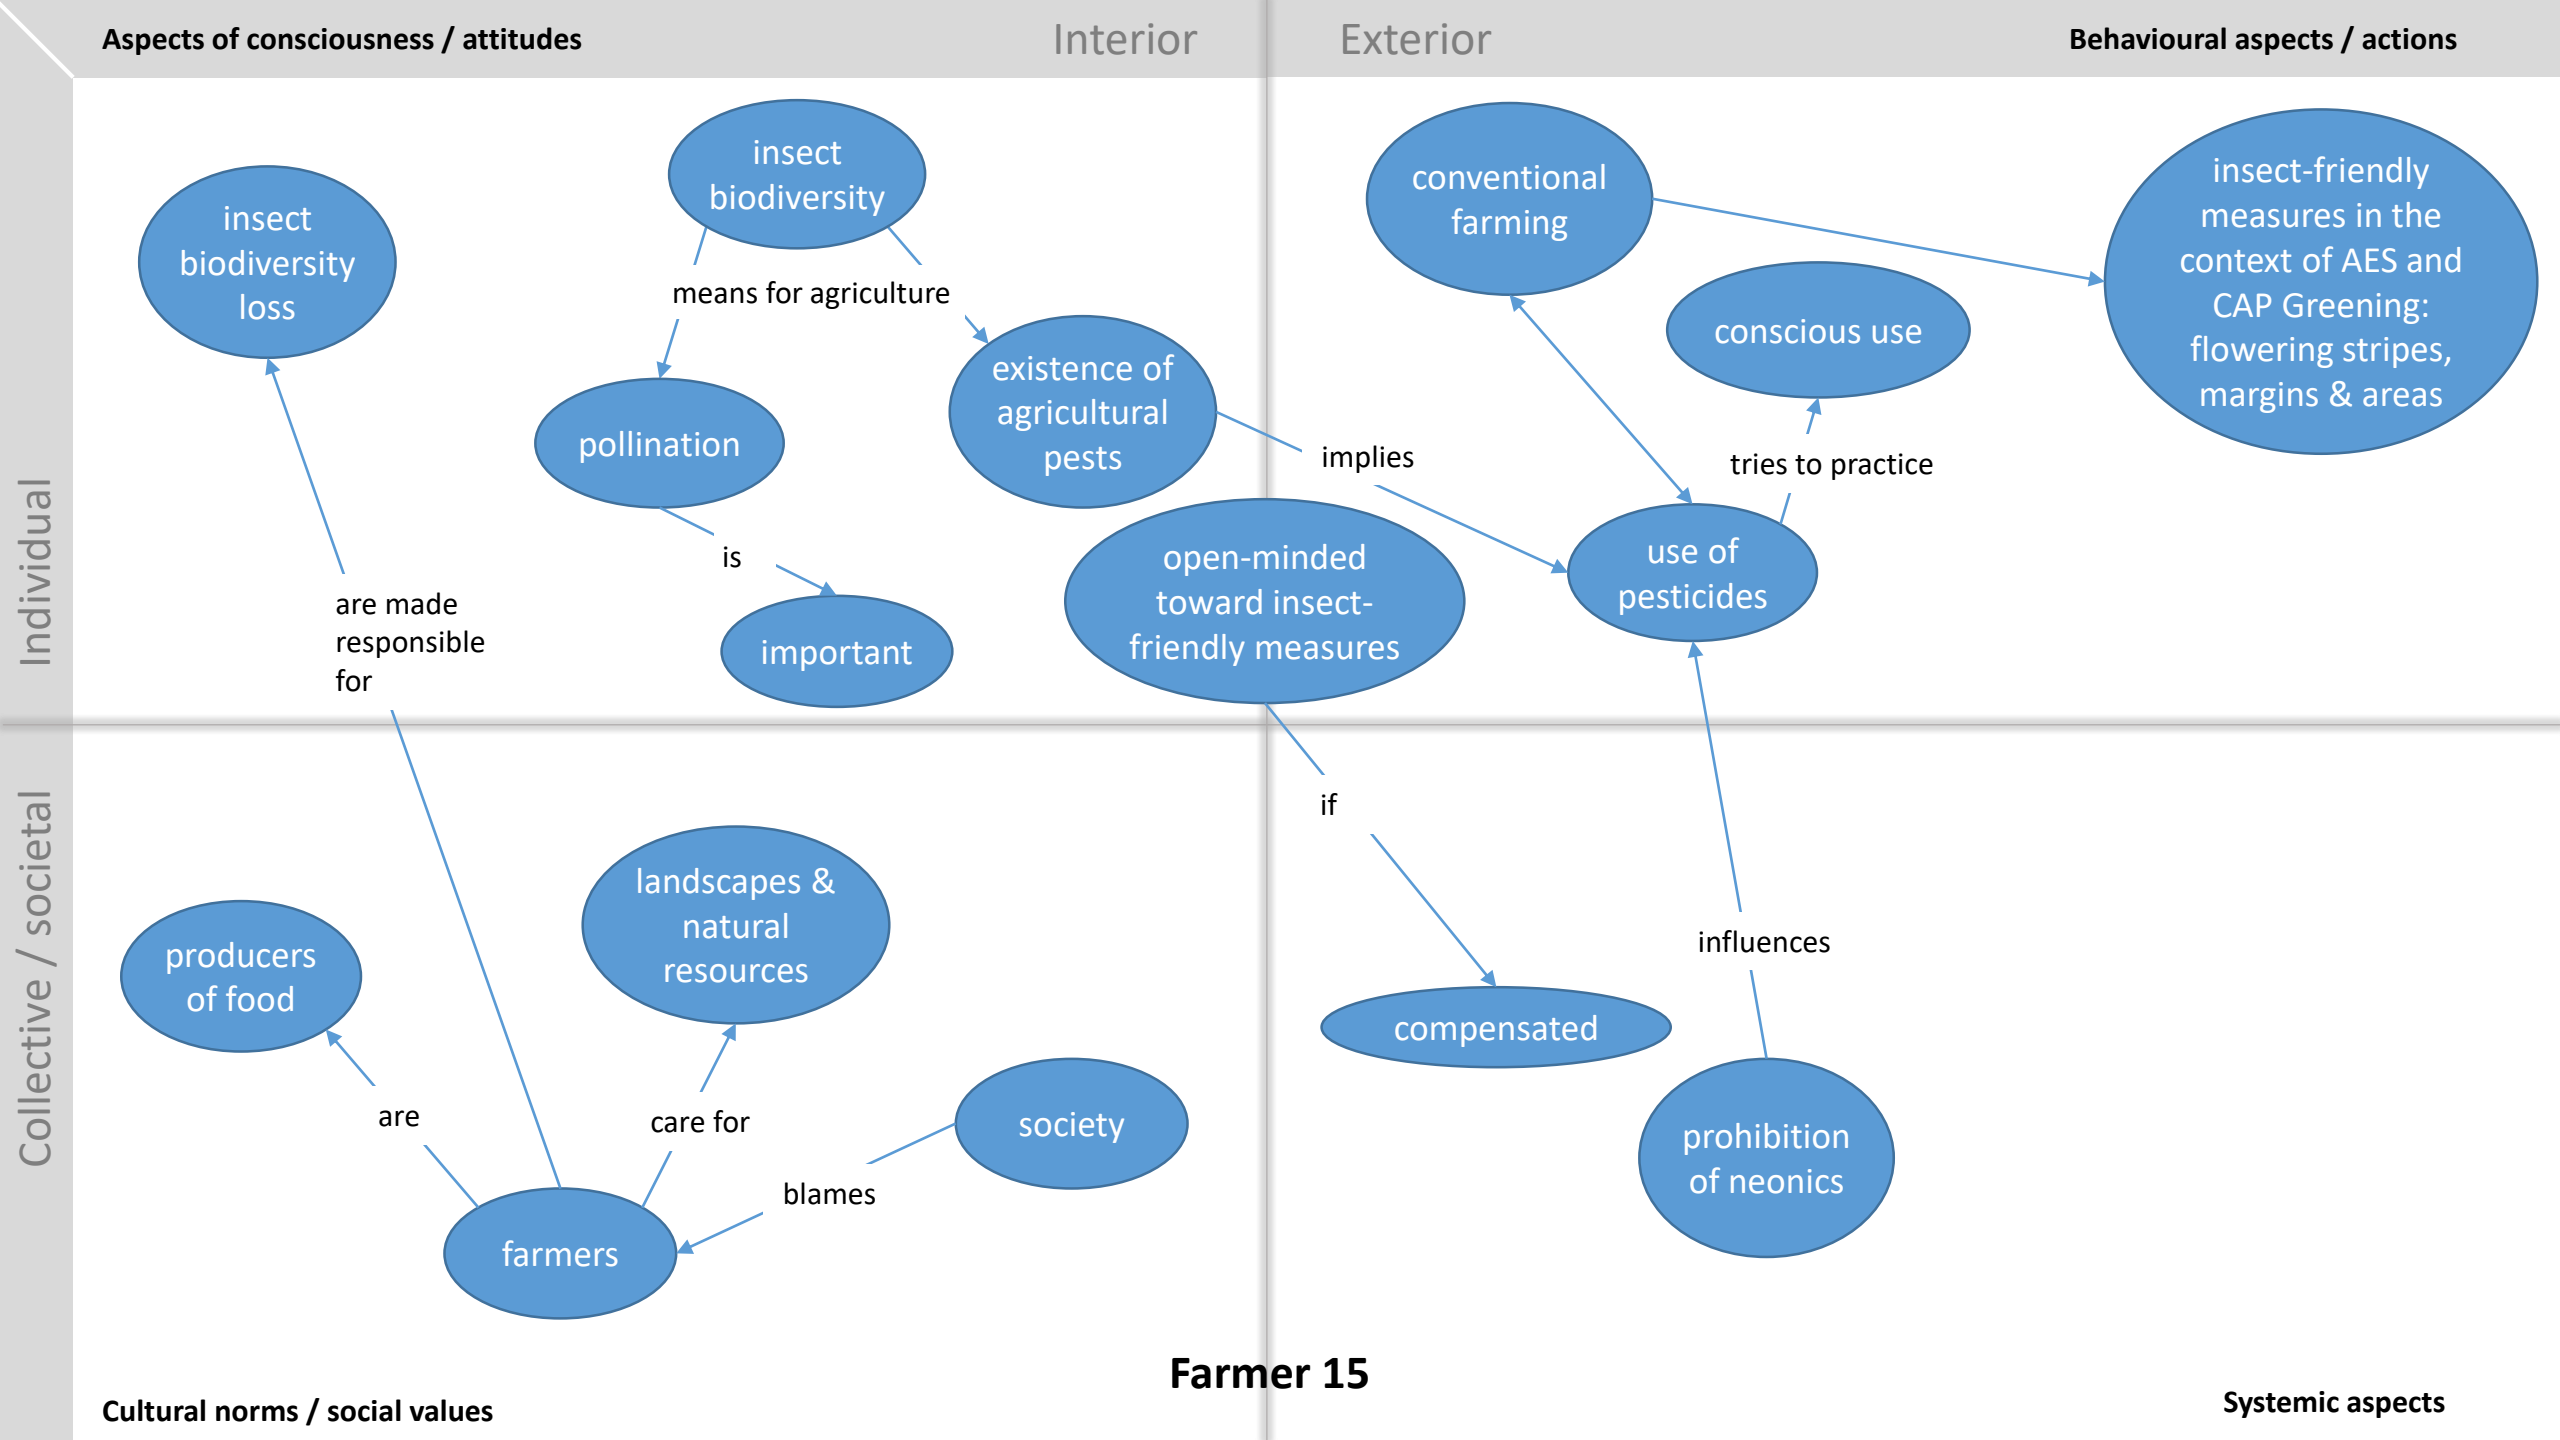 Aspects of consciousness / attitudes
Interior
Exterior
Behavioural aspects / actions
Individual
Collective / societal
insect
biodiversity
loss
insect
biodiversity
means for agriculture
pollination
existence of
agricultural
pests
is
important
are made
responsible
for
implies
open-minded
toward insect-
friendly measures
conventional
farming
conscious use
tries to practice
use of
pesticides
insect-friendly
measures in the
context of AES and
CAP Greening:
flowering stripes,
margins & areas
producers
of food
landscapes &
natural
resources
are
care for
society
blames
farmers
if
compensated
influences
prohibition
of neonics
Farmer 15
Cultural norms / social values
Systemic aspects